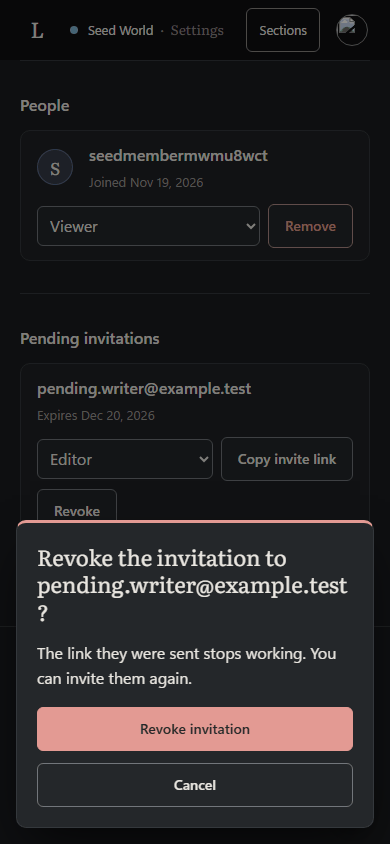 L
Seed World · Settings
Sections
People
S
seedmembermwmu8wct
Joined Nov 19, 2026
Viewer
Remove
Pending invitations
pending.writer@example.test
Expires Dec 20, 2026
Editor
Copy invite link
Revoke
Revoke the invitation to
pending.writer@example.test
?
The link they were sent stops working. You
can invite them again.
Revoke invitation
Cancel